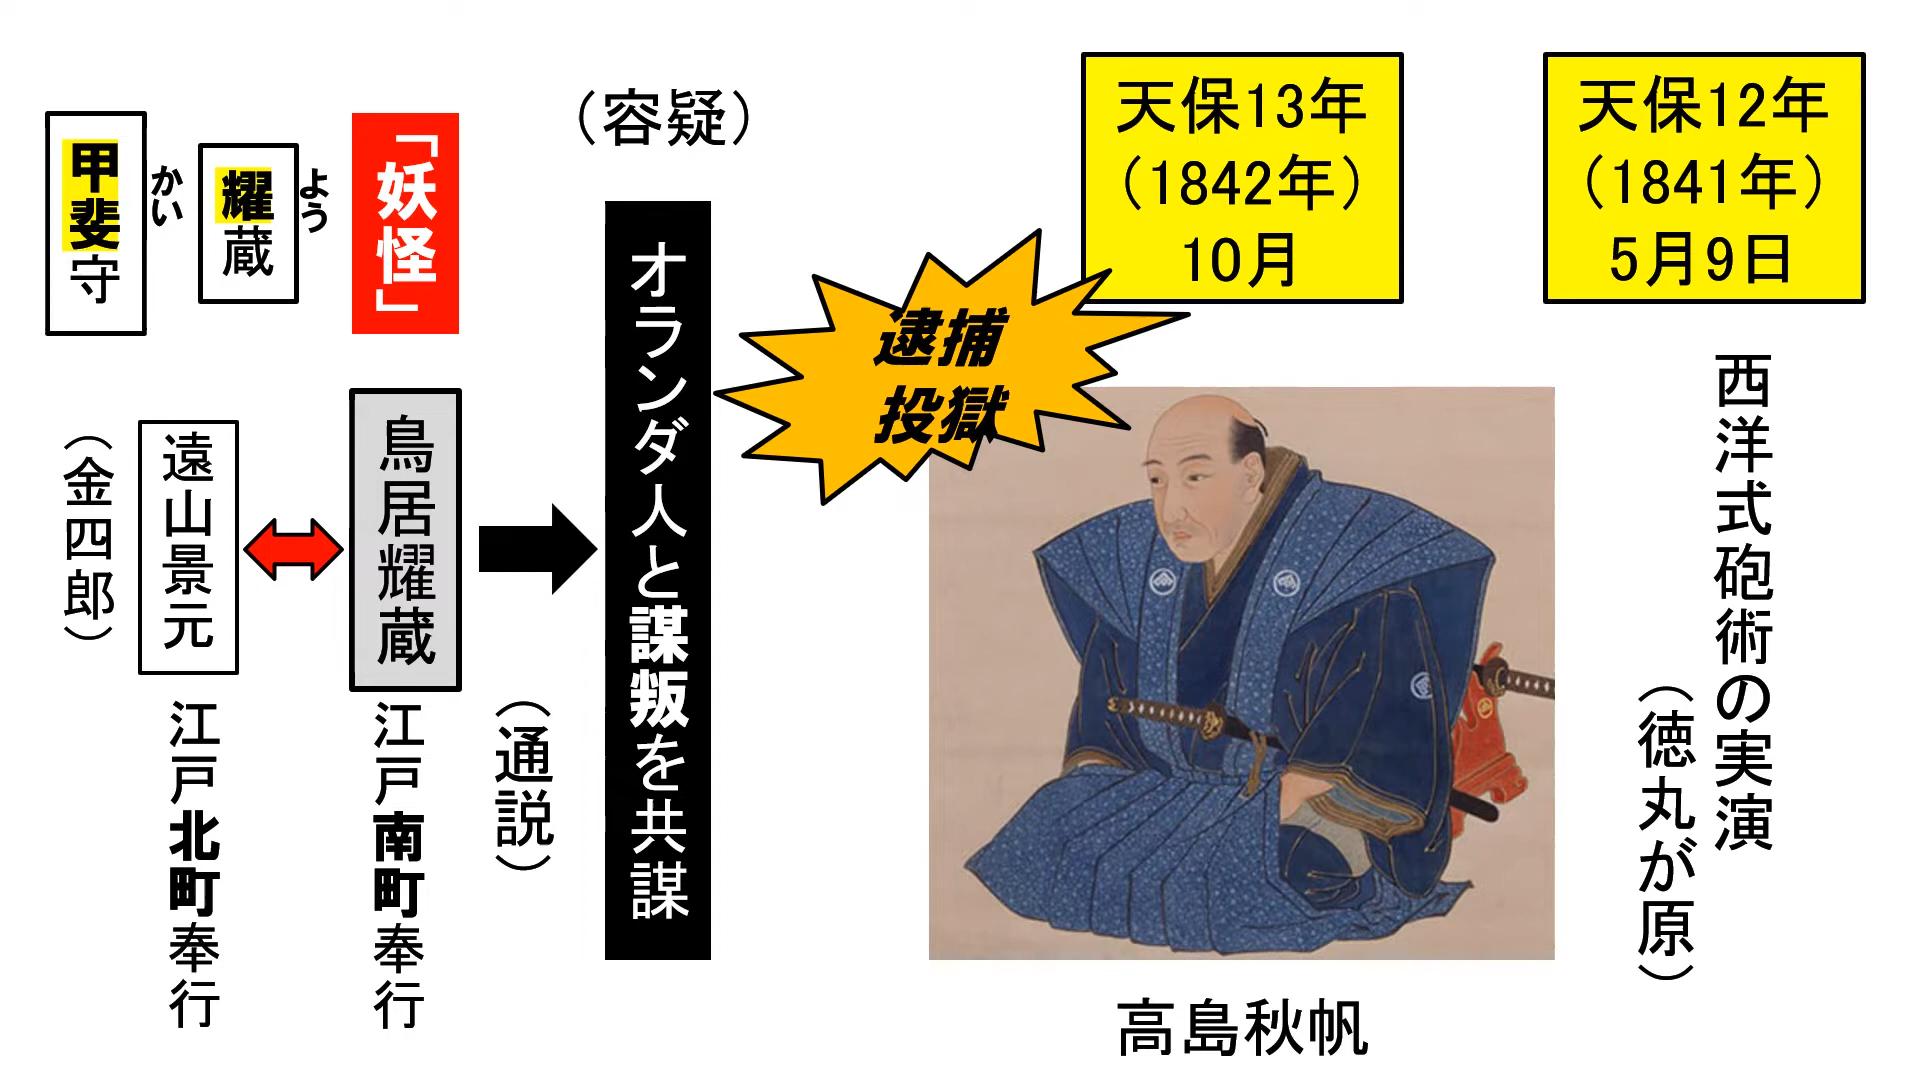 天保12年
(1841年)
5月9日
西洋式砲術の実演
(徳丸が原)
天保13年
(1842年)
10月
逮捕
投獄
高島秋帆
(容疑)
オランダ人と謀叛を共謀
(通説)
「妖怪」
鳥居耀蔵
江戸南町奉行
よう
耀蔵
かい
甲斐守
遠山景元
(金四郎)
江戸北町奉行